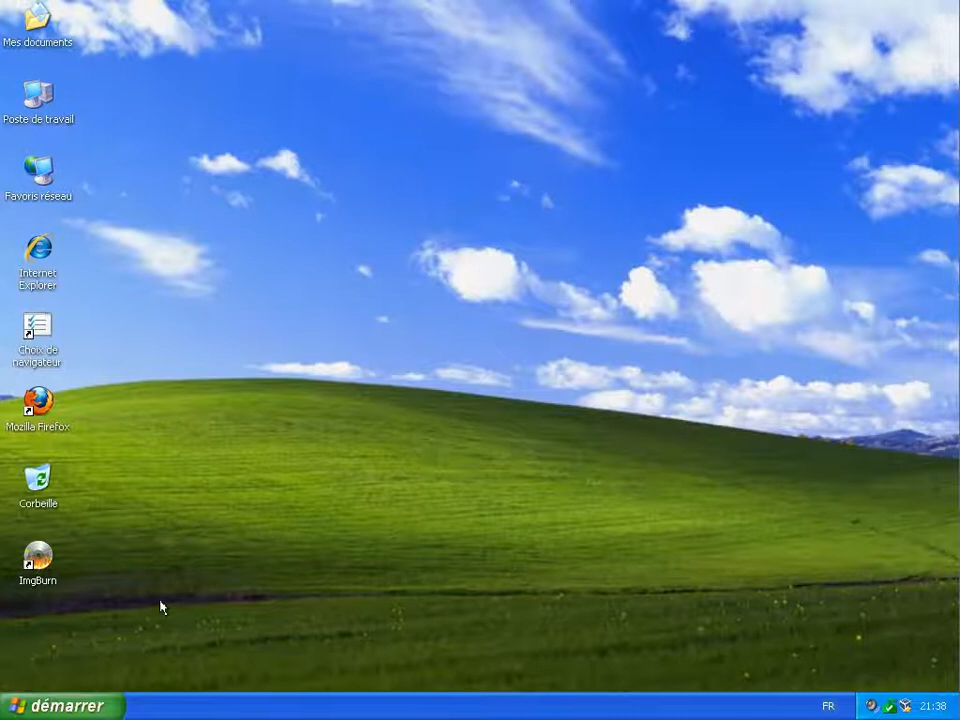 Mes documents
Poste de travail
Favoris réseau
Internet
Explorer
Choix de
navigateur
Mozilla Firefox
Corbeille
ImgBurn
démarrer
FR
21:38